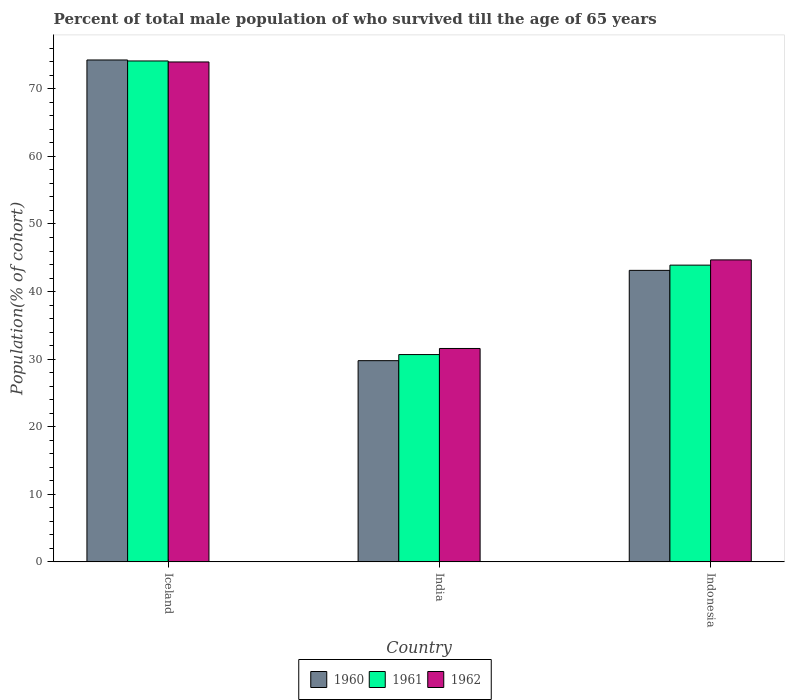 Percent of total male population of who survived till the age of 65 years
Population(% of cohort)
70
60
50
40
30
20
10
0
Iceland
India
Indonesia
Country
1960
1961
1962